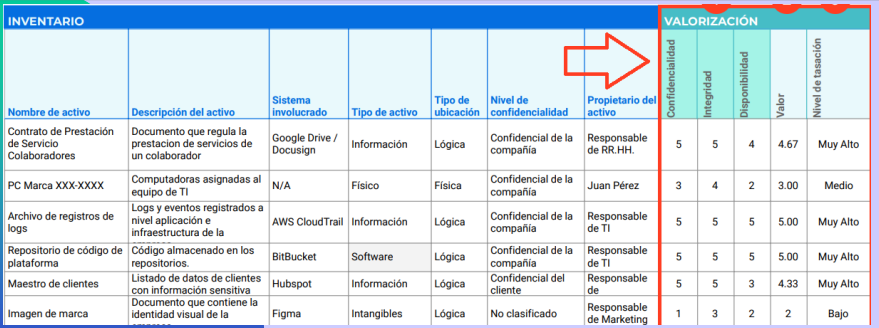 INVENTARIO
VALORIZACIÓN
Nombre de activo
Descripción del activo
Sistema
involucrado
Tipo de activo
Tipo de
ubicación
Nivel de
confidencialidad
Propietario del
activo
Confidencialidad
Integridad
Disponibilidad
Valor
Nivel de tasación
Contrato de Prestación
de Servicio
Colaboradores
Documento que regula la
prestacion de servicios de
un colaborador
Google Drive /
Docusign
Información
Lógica
Confidencial de la
compañía
Responsable
de RR.HH.
5
5
4
4.67
Muy Alto
PC Marca XXX-XXXX
Computadoras asignadas al
equipo de TI
N/A
Físico
Física
Confidencial de la
compañía
Juan Pérez
3
4
2
3.00
Medio
Archivo de registros de
logs
Logs y eventos registrados a
nivel aplicación e
infraestructura de la
AWS CloudTrail
Información
Lógica
Confidencial de la
compañía
Responsable
de TI
5
5
5
5.00
Muy Alto
Repositorio de código de
plataforma
Código almacenado en los
repositorios.
BitBucket
Software
Lógica
Confidencial de la
compañía
Responsable
de TI
5
5
5
5.00
Muy Alto
Maestro de clientes
Listado de datos de clientes
con información sensitiva
Hubspot
Información
Lógica
Confidencial del
cliente
Responsable
de
5
5
3
4.33
Muy Alto
Imagen de marca
Documento que contiene la
identidad visual de la
Figma
Intangibles
Lógica
No clasificado
Responsable
de Marketing
1
3
2
2
Bajo